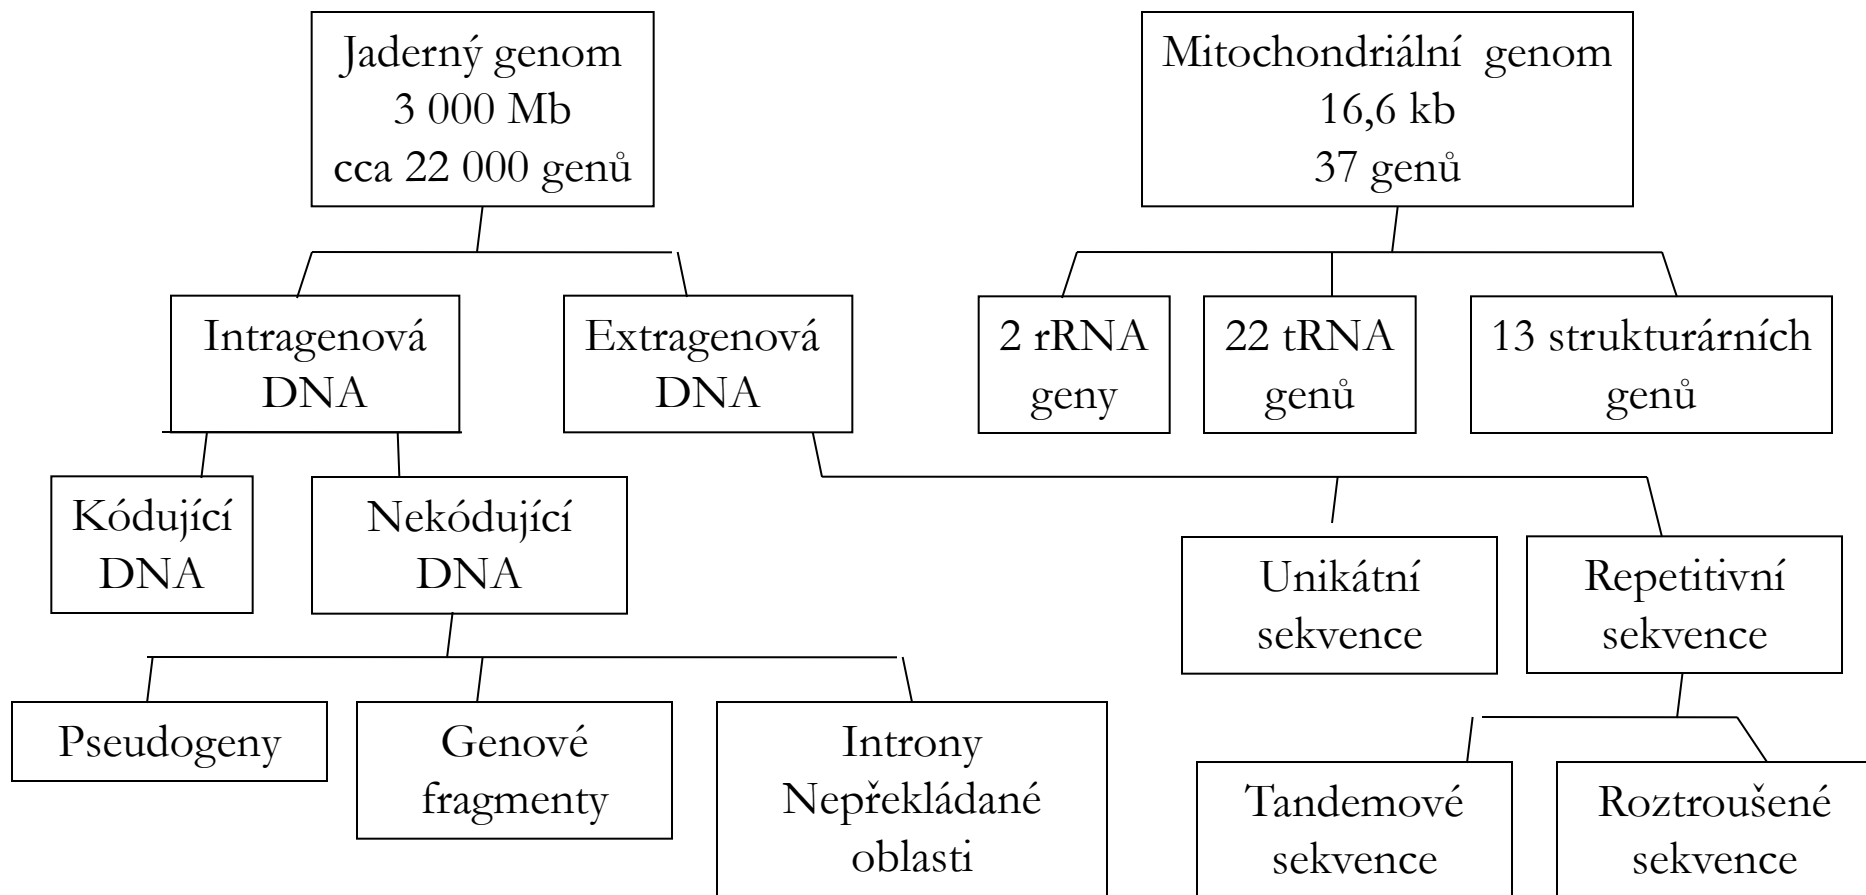 Jaderný genom
3 000 Mb
cca 22 000 genů
Mitochondriální genom
16,6 kb
37 genů
Intragenová
DNA
Extragenová
DNA
2 rRNA
geny
22 tRNA
genů
13 strukturárních
genů
Kódující
DNA
Nekódující
DNA
Unikátní
sekvence
Repetitivní
sekvence
Pseudogeny
Genové
fragmenty
Introny
Nepřekládané
oblasti
Tandemové
sekvence
Roztroušené
sekvence